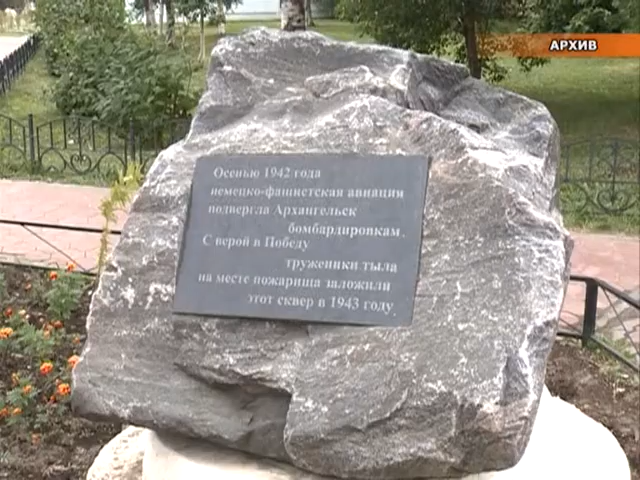 АРХИВ
Осенью 1942 года
немецко-фашистская авиация
подвергла Архангельск
бомбардировкам.
С верой в Победу
труженики тыла
на месте пожарища заложили
этот сквер в 1943 году